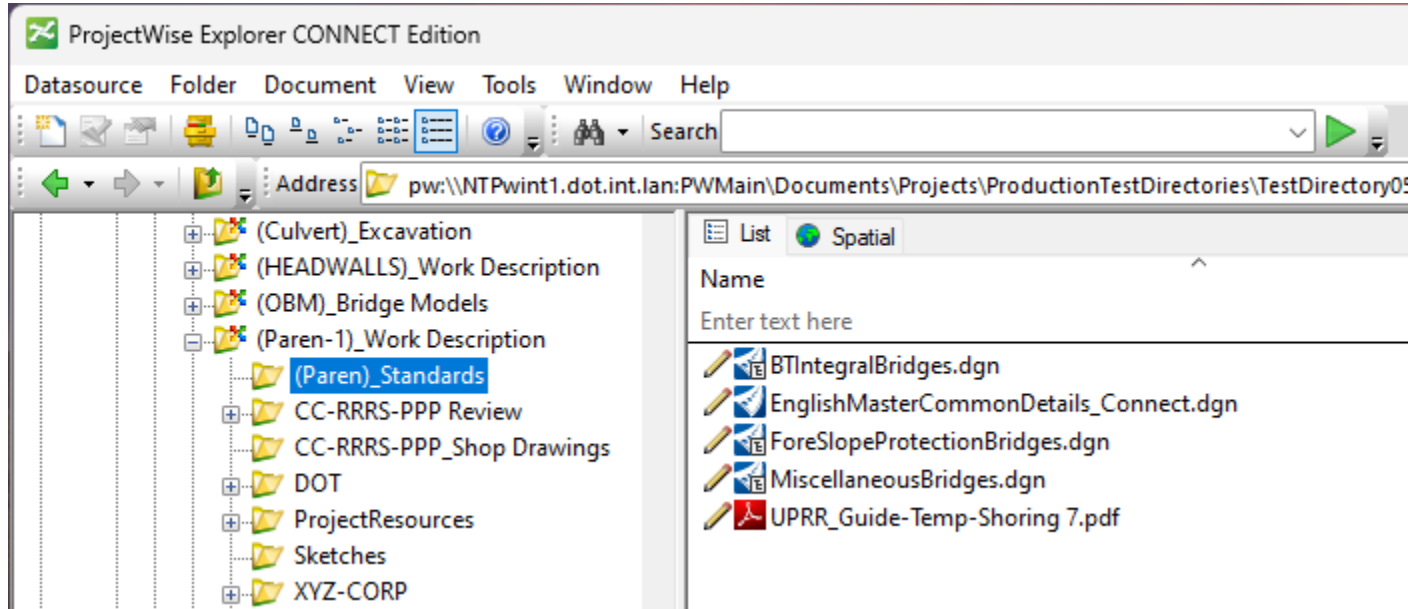 ProjectWise Explorer CONNECT Edition
Datasource Folder Document View Tools Window Help
Search
Address pw:\\NTPwint1.dot.int.lan:PWMain\Documents\Projects\ProductionTestDirectories\TestDirectory05
(Culvert)_Excavation
(HEADWALLS)_Work Description
(OBM)_Bridge Models
(Paren-1)_Work Description
(Paren)_Standards
CC-RRRS-PPP Review
CC-RRRS-PPP_Shop Drawings
DOT
ProjectResources
Sketches
XYZ-CORP
List Spatial
Name
Enter text here
BTIntegralBridges.dgn
EnglishMasterCommonDetails_Connect.dgn
ForeSlopeProtectionBridges.dgn
MiscellaneousBridges.dgn
UPRR_Guide-Temp-Shoring 7.pdf